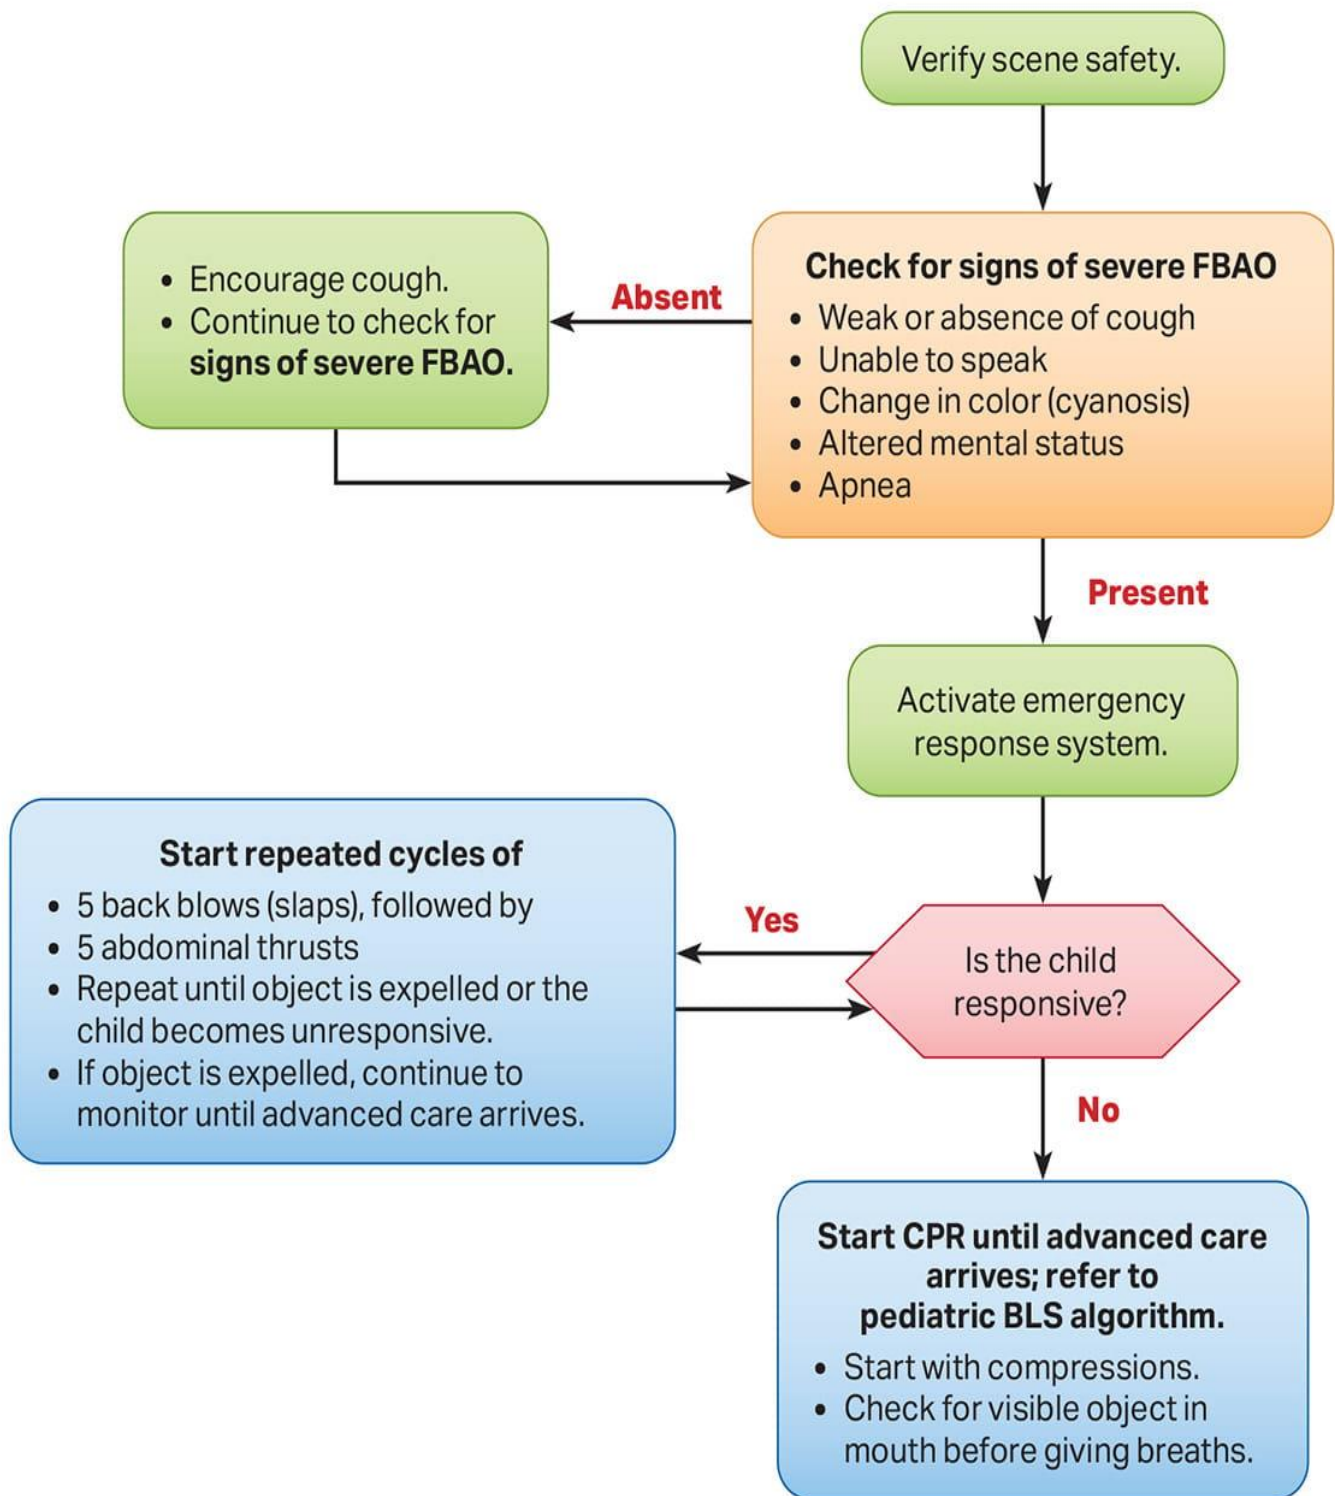 Verify scene safety.
Check for signs of severe FBAO
• Weak or absence of cough
• Unable to speak
• Change in color (cyanosis)
• Altered mental status
• Apnea
Absent
• Encourage cough.
• Continue to check for
signs of severe FBAO.
Present
Activate emergency
response system.
Is the child
responsive?
Yes
Start repeated cycles of
• 5 back blows (slaps), followed by
• 5 abdominal thrusts
• Repeat until object is expelled or the
child becomes unresponsive.
• If object is expelled, continue to
monitor until advanced care arrives.
No
Start CPR until advanced care
arrives; refer to
pediatric BLS algorithm.
• Start with compressions.
• Check for visible object in
mouth before giving breaths.